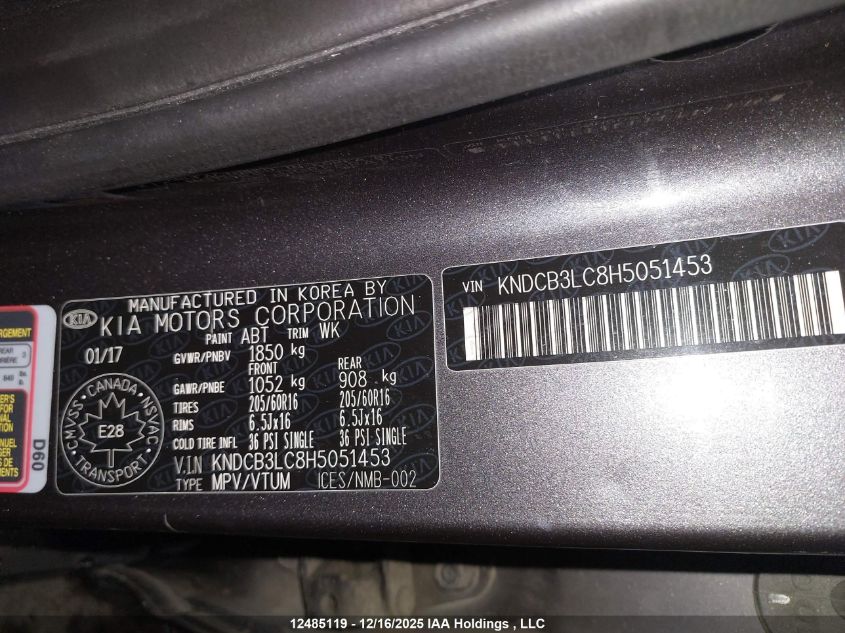 MANUFACTURED IN KOREA BY
KIA KIA MOTORS CORPORATION
PAINT ABT TRIM WK
01/17 GVWR/PNBV 1850 kg
FRONT REAR
GAWR/PNBE 1052 kg 908 kg
TIRES 205/60R16 205/60R16
RIMS 6.5Jx16 6.5Jx16
COLD TIRE INFL 36 PSI SINGLE 36 PSI SINGLE
V.I.N KNDCB3LC8H5051453
TYPE MPV/VTUM ICES/NMB-002
CMVSS · CANADA · NSVAC · TRANSPORT
E28
VIN KNDCB3LC8H5051453
D60
12485119 - 12/16/2025 IAA Holdings , LLC